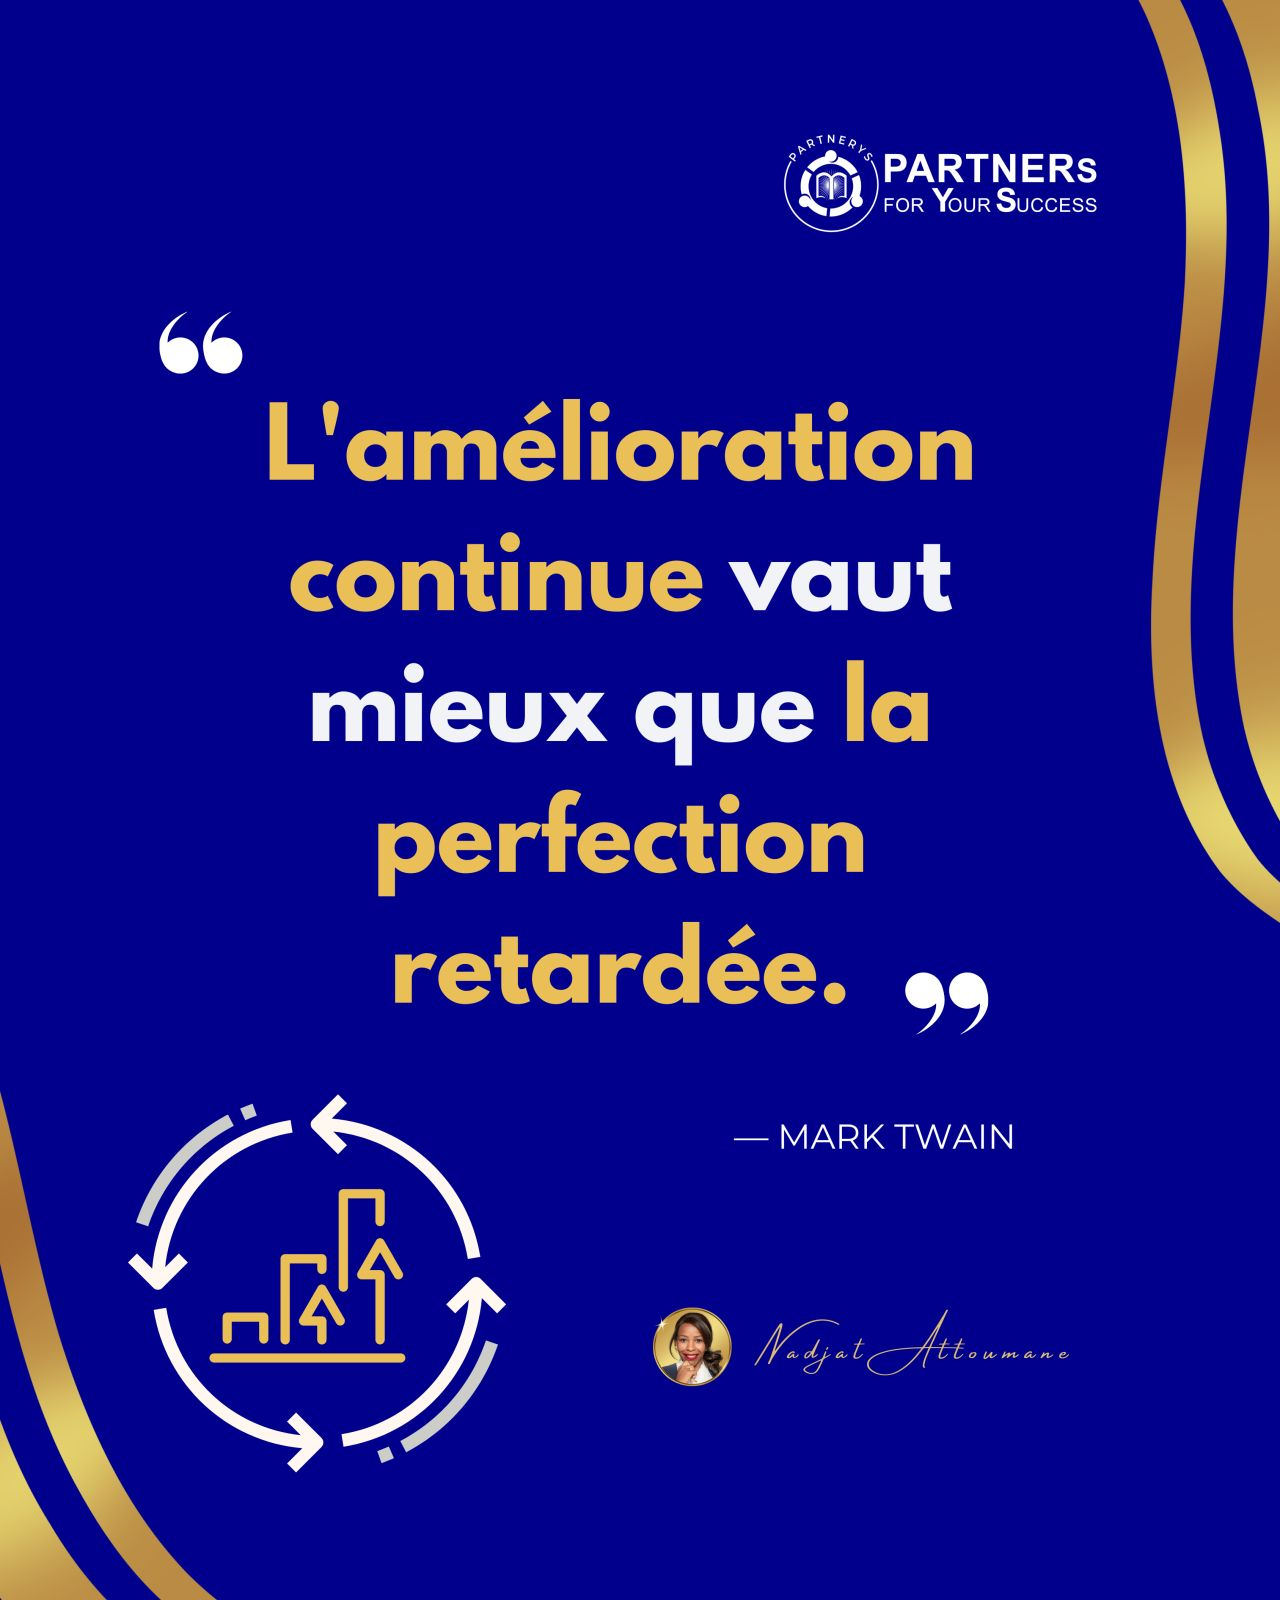 PARTNERYS
PARTNERs
FOR YOUR SUCCESS
“
L'amélioration
continue vaut
mieux que la
perfection
retardée. ”
— MARK TWAIN
Nadjat Attoumane